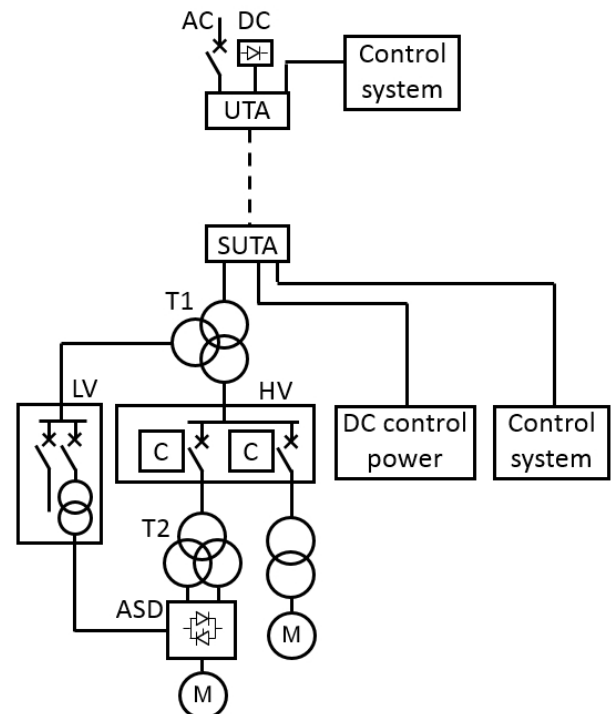 AC DC
Control
system
UTA
SUTA
T1
LV
HV
C
C
DC control
power
Control
system
T2
ASD
M
M